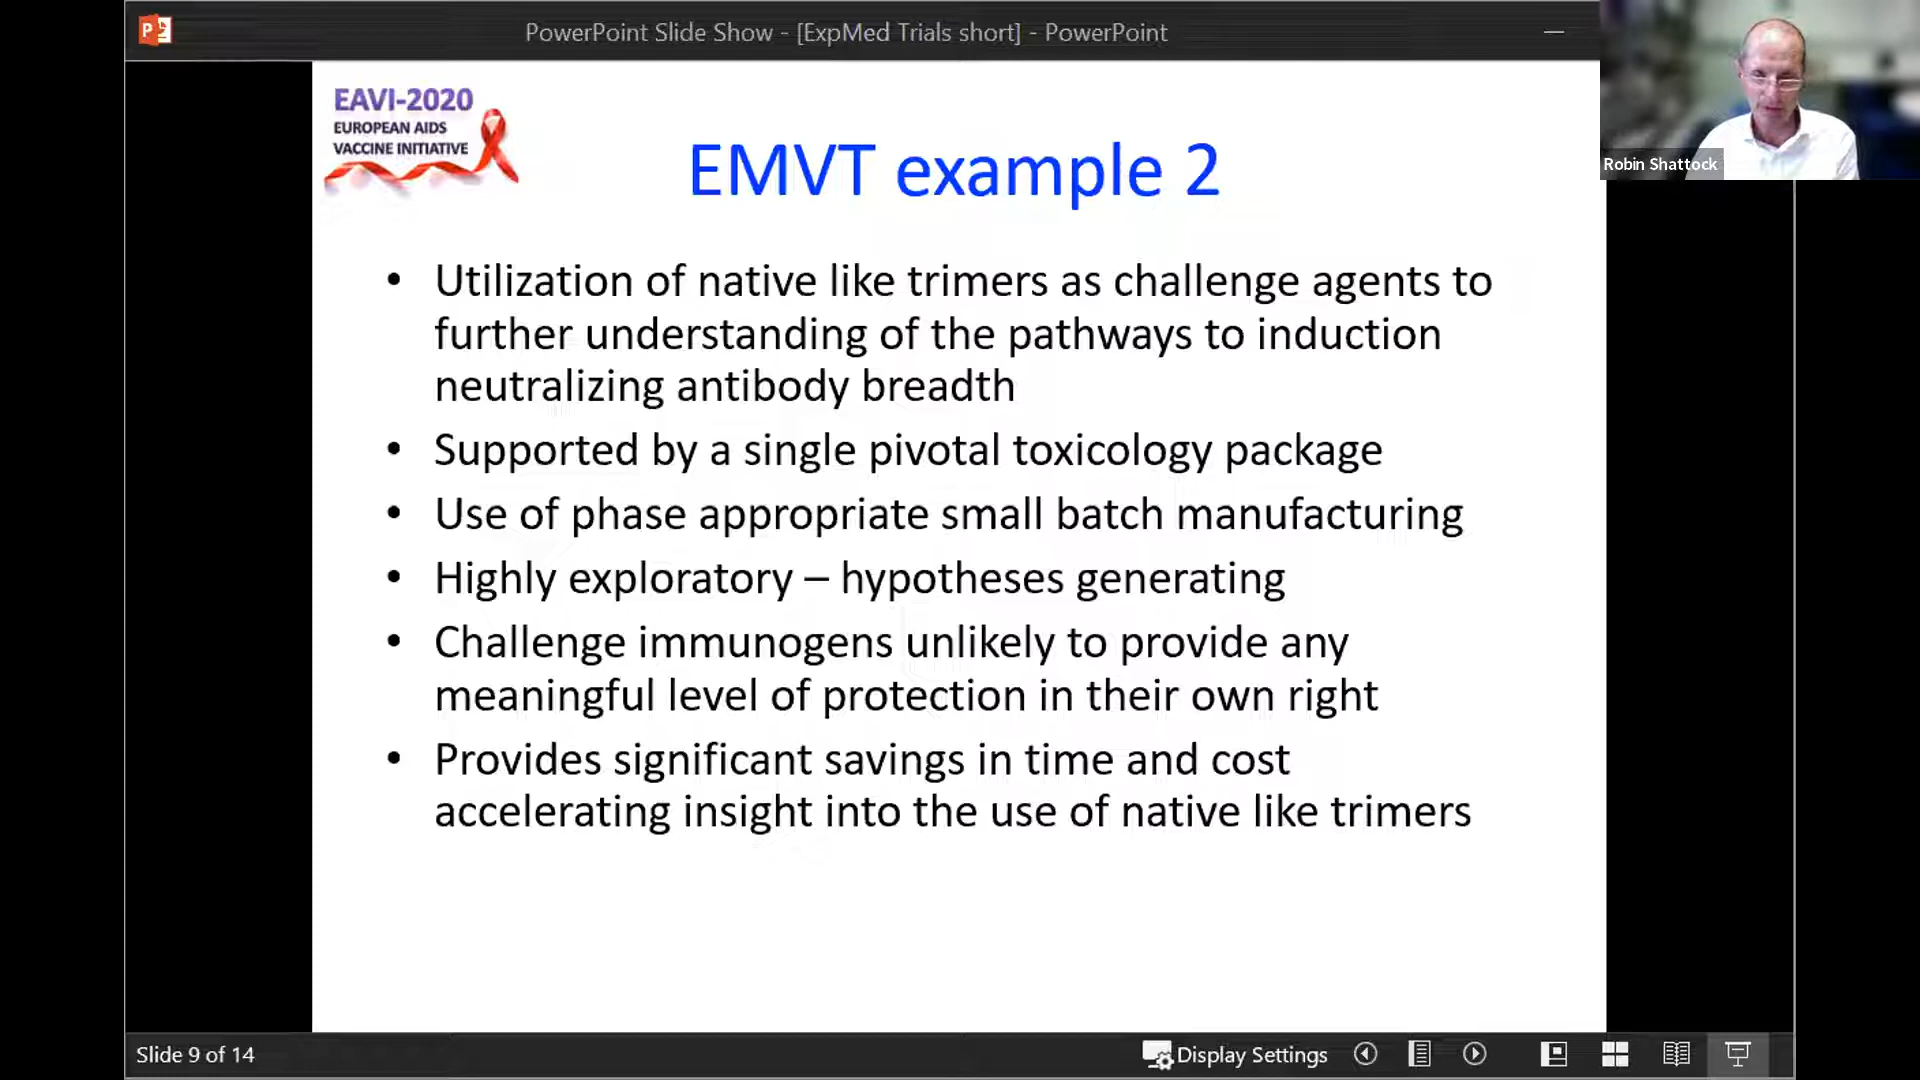 PowerPoint Slide Show - [ExpMed Trials short] - PowerPoint
Robin Shattock
EAVI-2020
EUROPEAN AIDS
VACCINE INITIATIVE
EMVT example 2
• Utilization of native like trimers as challenge agents to
further understanding of the pathways to induction
neutralizing antibody breadth
• Supported by a single pivotal toxicology package
• Use of phase appropriate small batch manufacturing
• Highly exploratory – hypotheses generating
• Challenge immunogens unlikely to provide any
meaningful level of protection in their own right
• Provides significant savings in time and cost
accelerating insight into the use of native like trimers
Slide 9 of 14
Display Settings